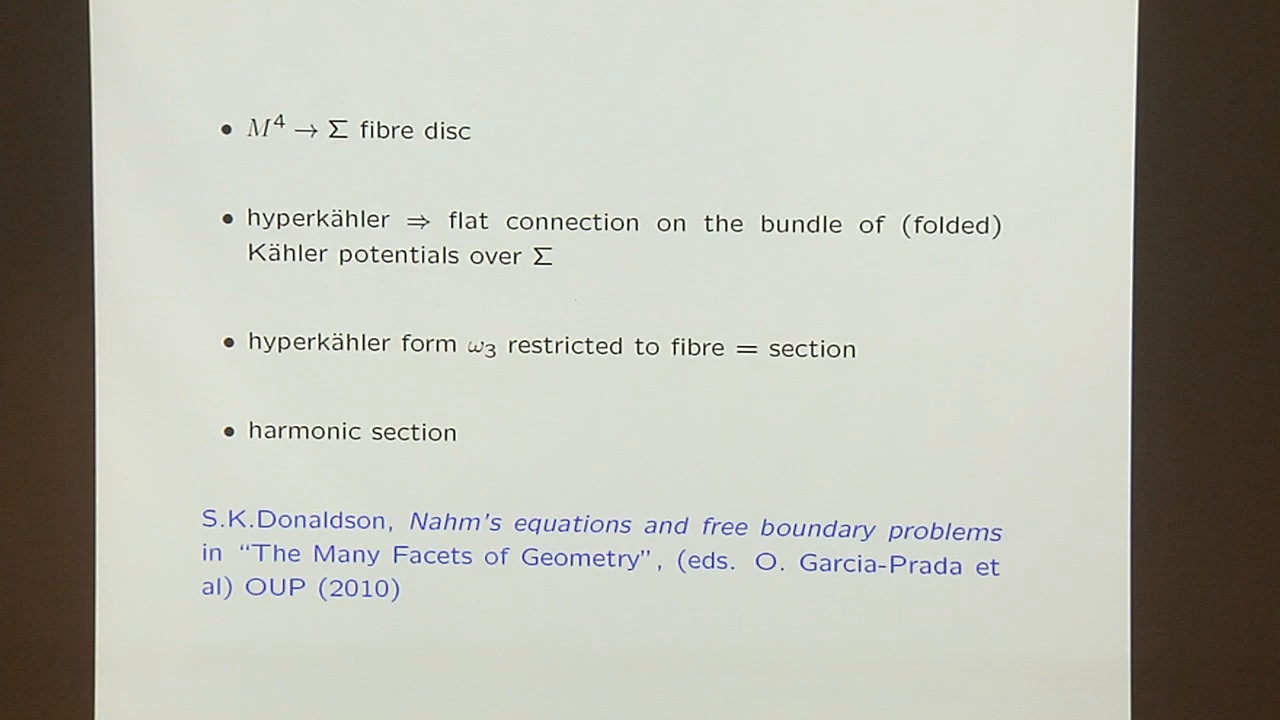 • M⁴ → Σ fibre disc
• hyperkähler ⇒ flat connection on the bundle of (folded)
Kähler potentials over Σ
• hyperkähler form ω₃ restricted to fibre = section
• harmonic section
S.K.Donaldson, Nahm's equations and free boundary problems
in “The Many Facets of Geometry”, (eds. O. Garcia-Prada et
al) OUP (2010)